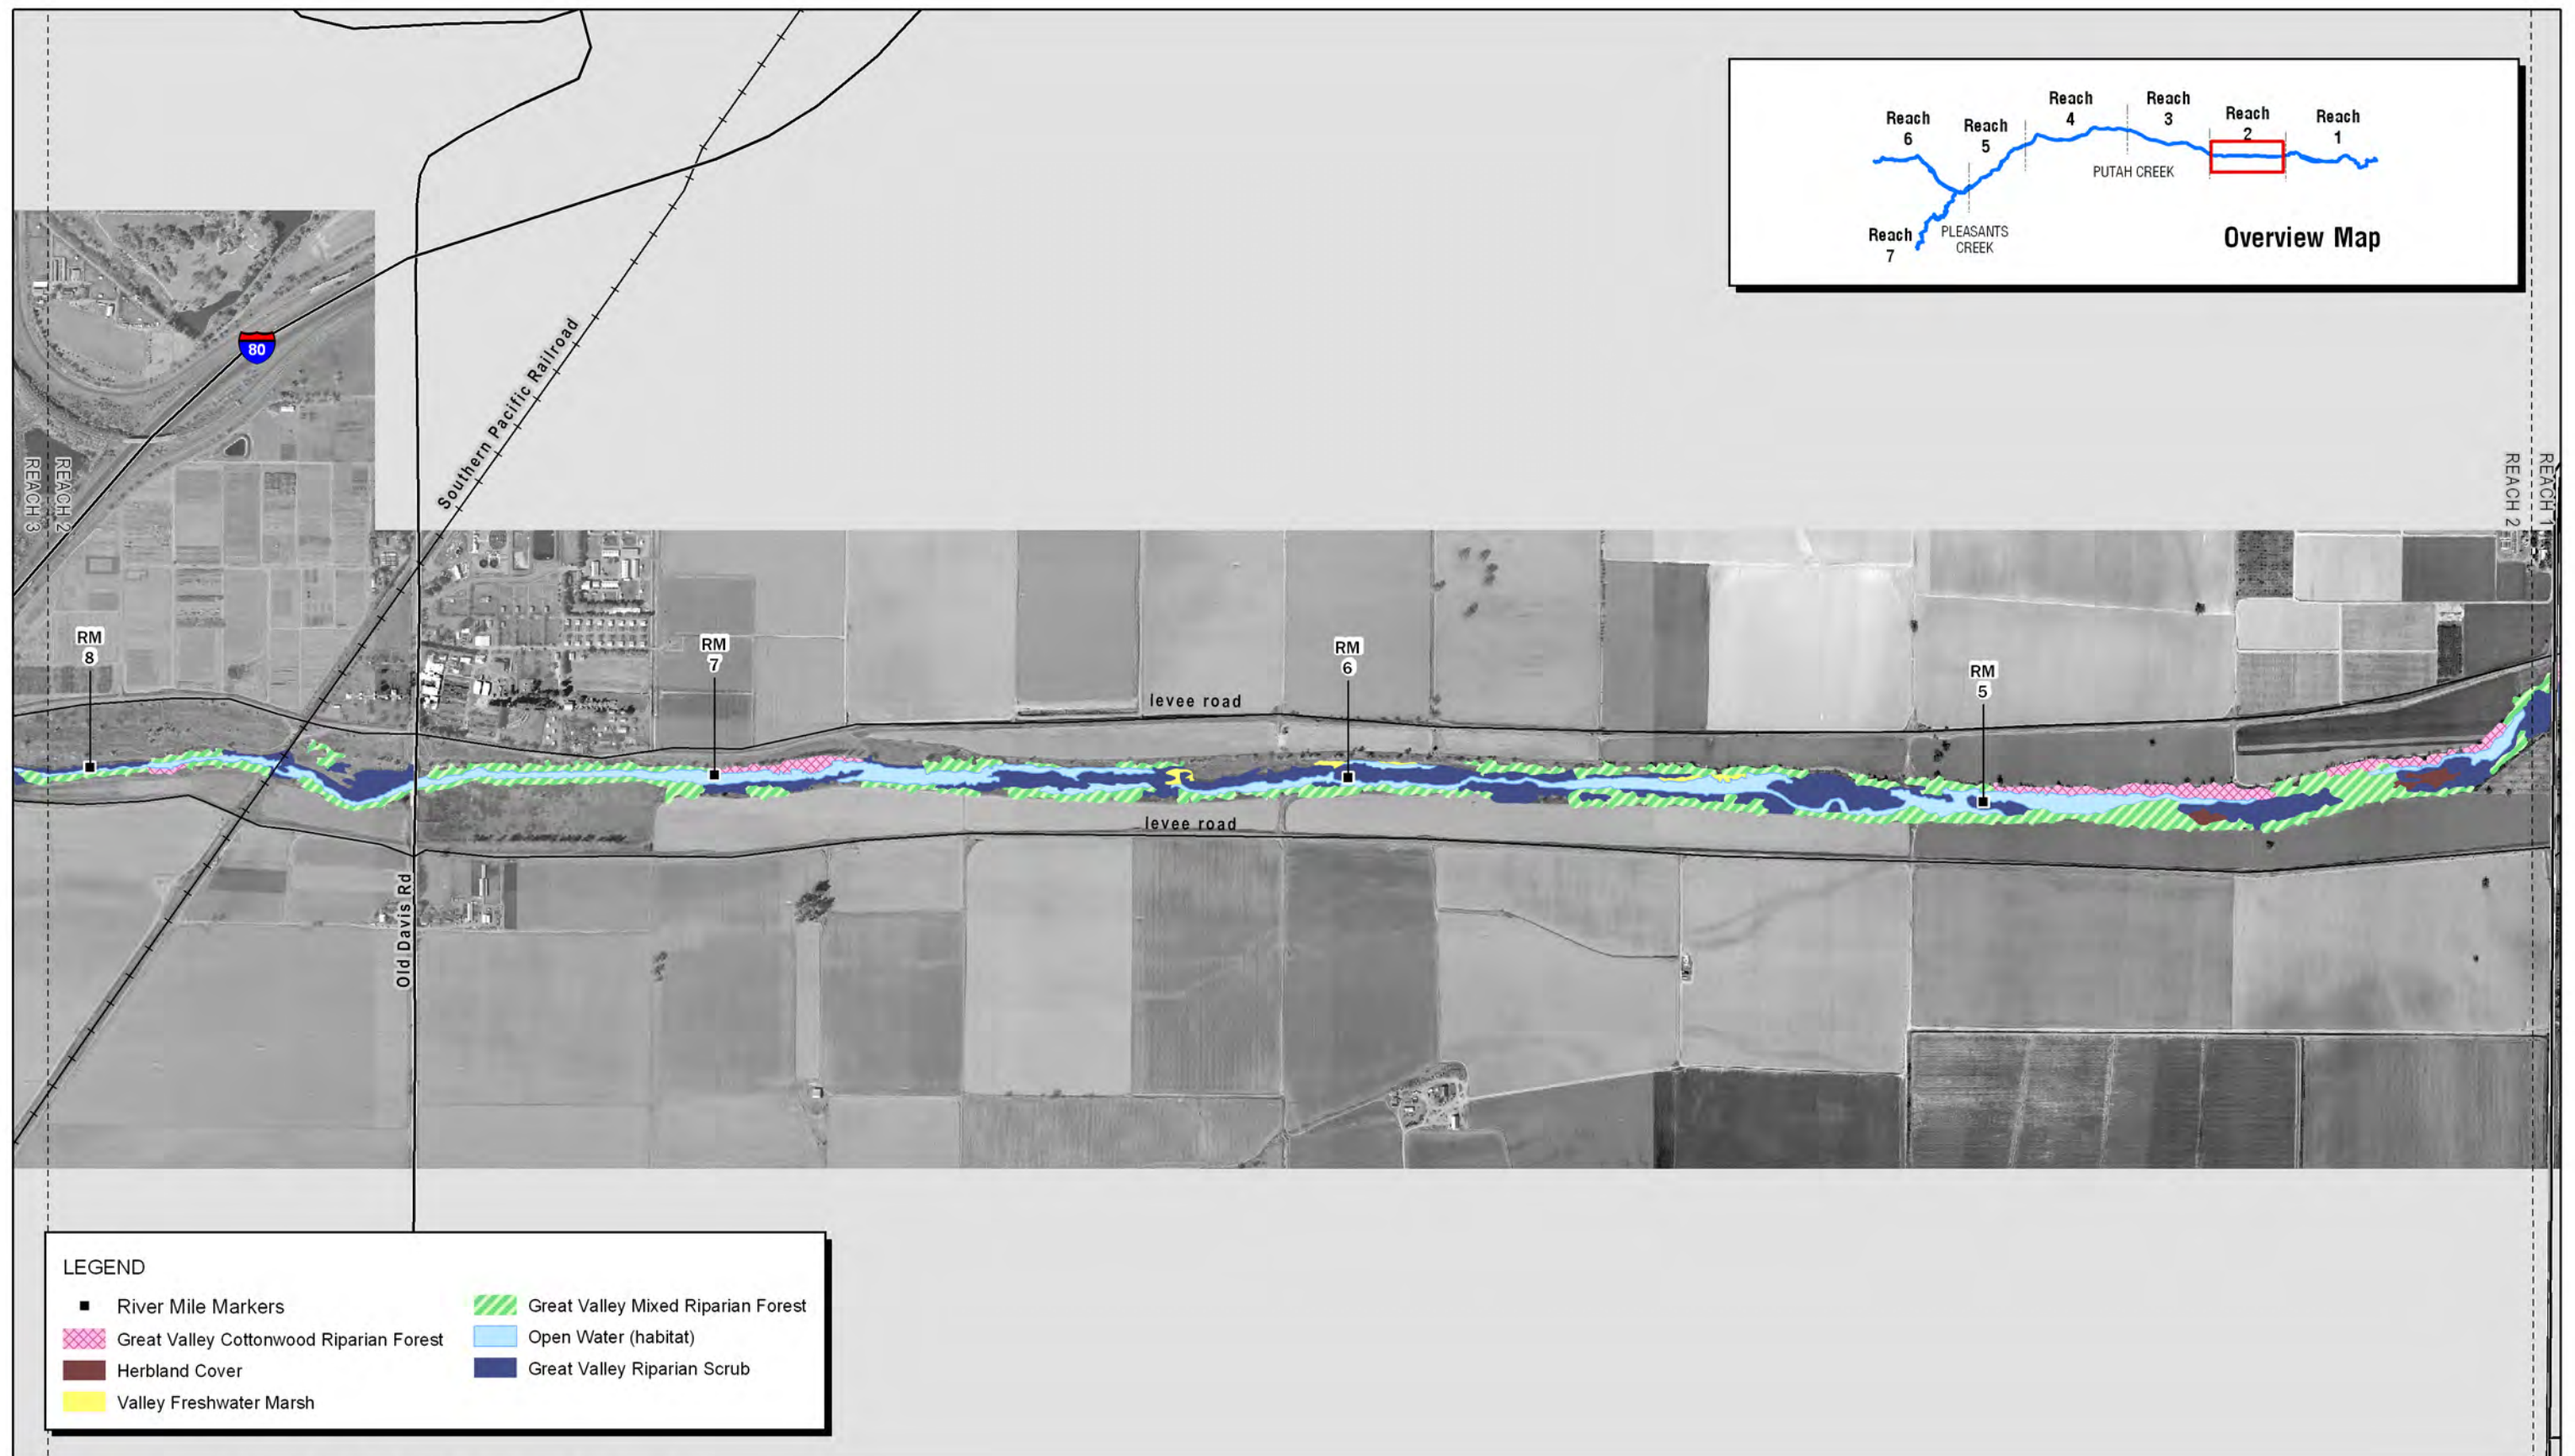 Reach
6
Reach
5
Reach
4
Reach
3
Reach
2
Reach
1
PUTAH CREEK
Reach
7
PLEASANTS
CREEK
Overview Map
80
Southern Pacific Railroad
REACH 3
REACH 2
REACH 2
REACH 1
RM
8
RM
7
RM
6
RM
5
levee road
levee road
Old Davis Rd
LEGEND
River Mile Markers
Great Valley Cottonwood Riparian Forest
Herbland Cover
Valley Freshwater Marsh
Great Valley Mixed Riparian Forest
Open Water (habitat)
Great Valley Riparian Scrub